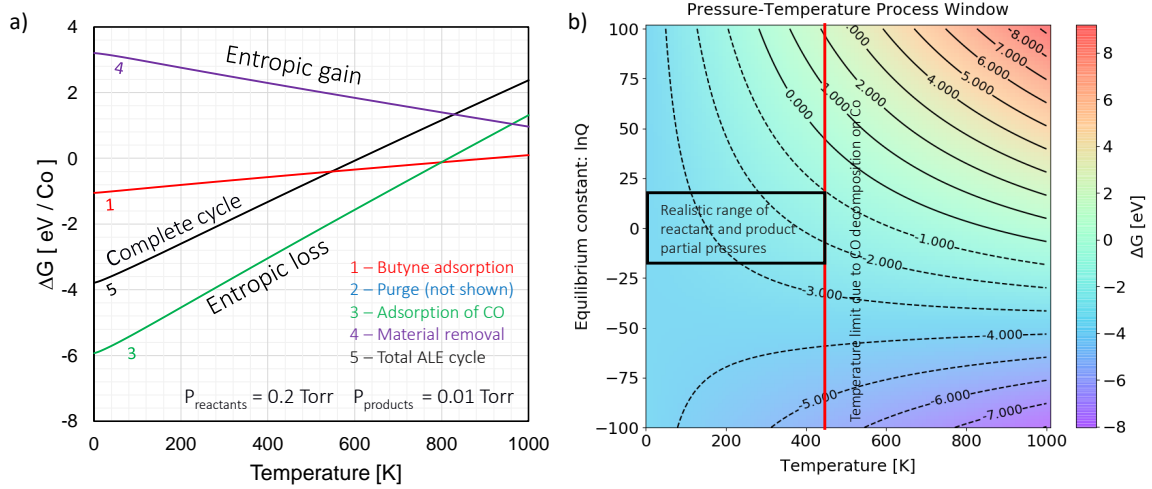 a)
4
2
0
-2
-4
-6
-8
0
200
400
600
800
1000
ΔG [ eV / Co ]
Temperature [K]
4
Entropic gain
1
Complete cycle
5
Entropic loss
3
1 – Butyne adsorption
2 – Purge (not shown)
3 – Adsorption of CO
4 – Material removal
5 – Total ALE cycle
Preactants = 0.2 Torr Pproducts = 0.01 Torr
b)
Pressure-Temperature Process Window
100
75
50
25
0
−25
−50
−75
−100
0
200
400
600
800
1000
Equilibrium constant: lnQ
Temperature [K]
8.000
7.000
6.000
5.000
4.000
2.000
0.000
-1.000
-2.000
-3.000
-4.000
-5.000
-6.000
-7.000
Realistic range of
reactant and product
partial pressures
Temperature limit due to CO decomposition on Co
8
6
4
2
0
−2
−4
−6
−8
ΔG [eV]